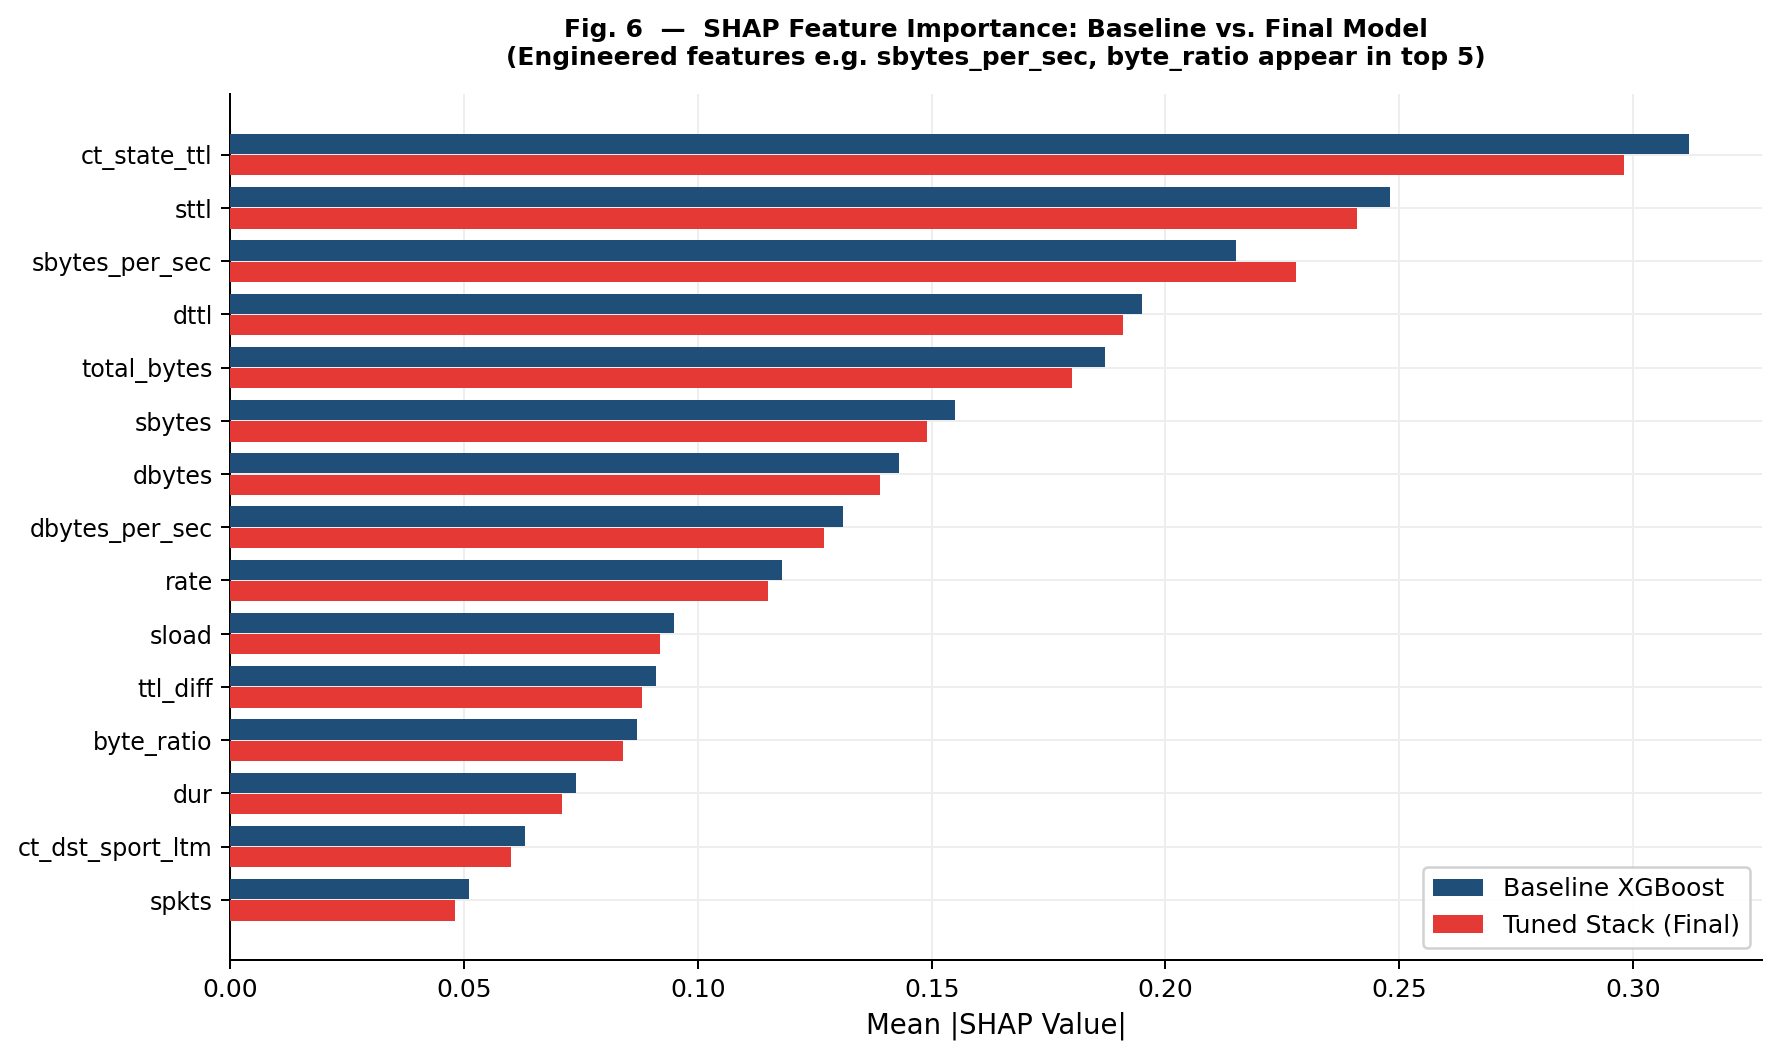 Fig. 6 — SHAP Feature Importance: Baseline vs. Final Model
(Engineered features e.g. sbytes_per_sec, byte_ratio appear in top 5)
ct_state_ttl
sttl
sbytes_per_sec
dttl
total_bytes
sbytes
dbytes
dbytes_per_sec
rate
sload
ttl_diff
byte_ratio
dur
ct_dst_sport_ltm
spkts
Baseline XGBoost
Tuned Stack (Final)
0.00 0.05 0.10 0.15 0.20 0.25 0.30
Mean |SHAP Value|